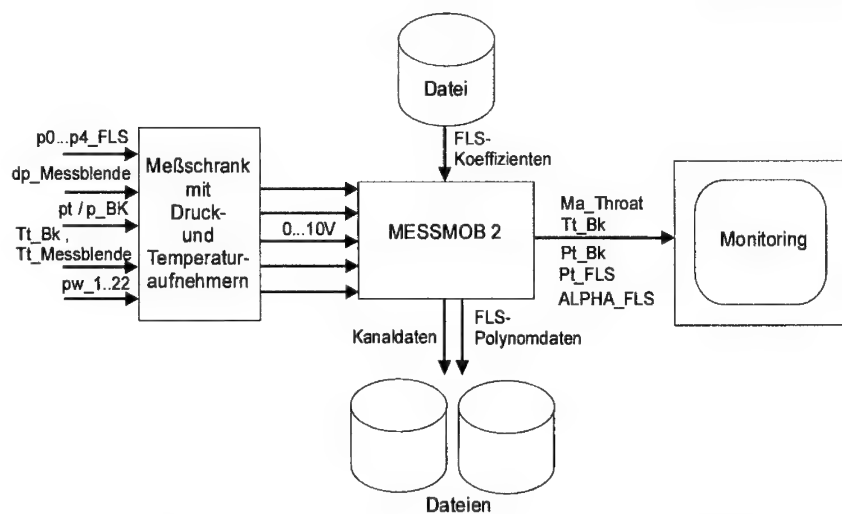 Datei
FLS-
Koeffizienten
p0...p4_FLS
dp_Messblende
pt / p_BK
Tt_Bk ,
Tt_Messblende
pw_1..22
Meßschrank
mit
Druck-
und
Temperatur-
aufnehmern
0...10V
MESSMOB 2
Ma_Throat
Tt_Bk
Pt_Bk
Pt_FLS
ALPHA_FLS
Monitoring
Kanaldaten
FLS-
Polynomdaten
Dateien